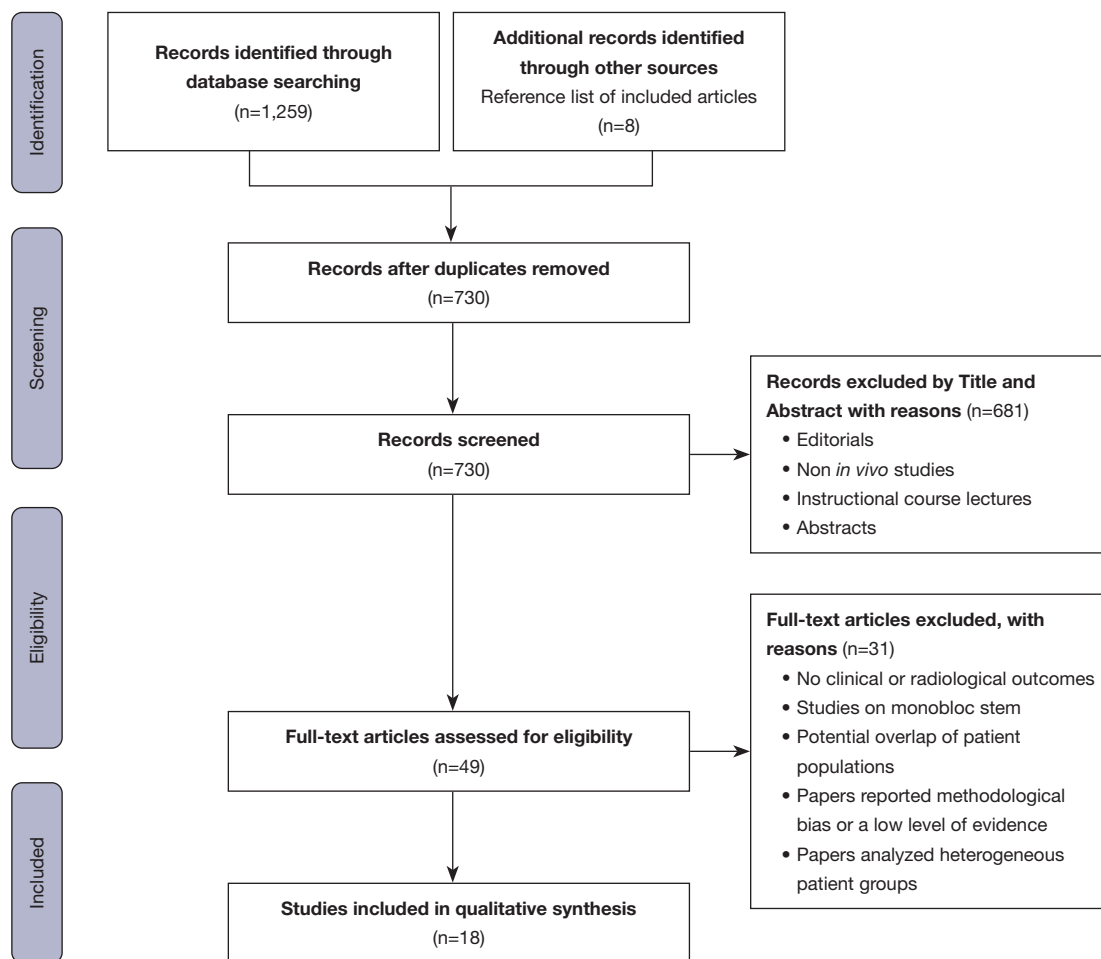 Identification
Records identified through
database searching
(n=1,259)
Additional records identified
through other sources
Reference list of included articles
(n=8)
Screening
Records after duplicates removed
(n=730)
Records screened
(n=730)
Records excluded by Title and
Abstract with reasons (n=681)
• Editorials
• Non in vivo studies
• Instructional course lectures
• Abstracts
Eligibility
Full-text articles assessed for eligibility
(n=49)
Full-text articles excluded, with
reasons (n=31)
• No clinical or radiological outcomes
• Studies on monobloc stem
• Potential overlap of patient
populations
• Papers reported methodological
bias or a low level of evidence
• Papers analyzed heterogeneous
patient groups
Included
Studies included in qualitative synthesis
(n=18)